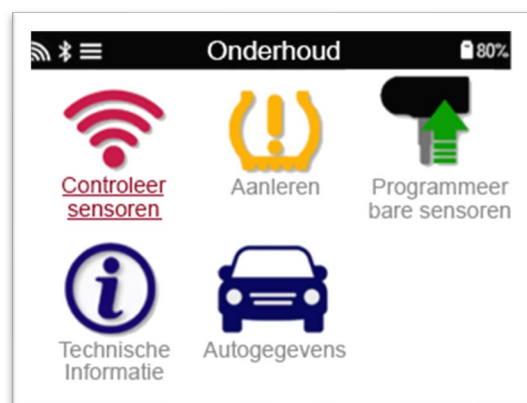 Onderhoud 80%
Controleer
sensoren
Aanleren
Programmeer
bare sensoren
Technische
Informatie
Autogegevens